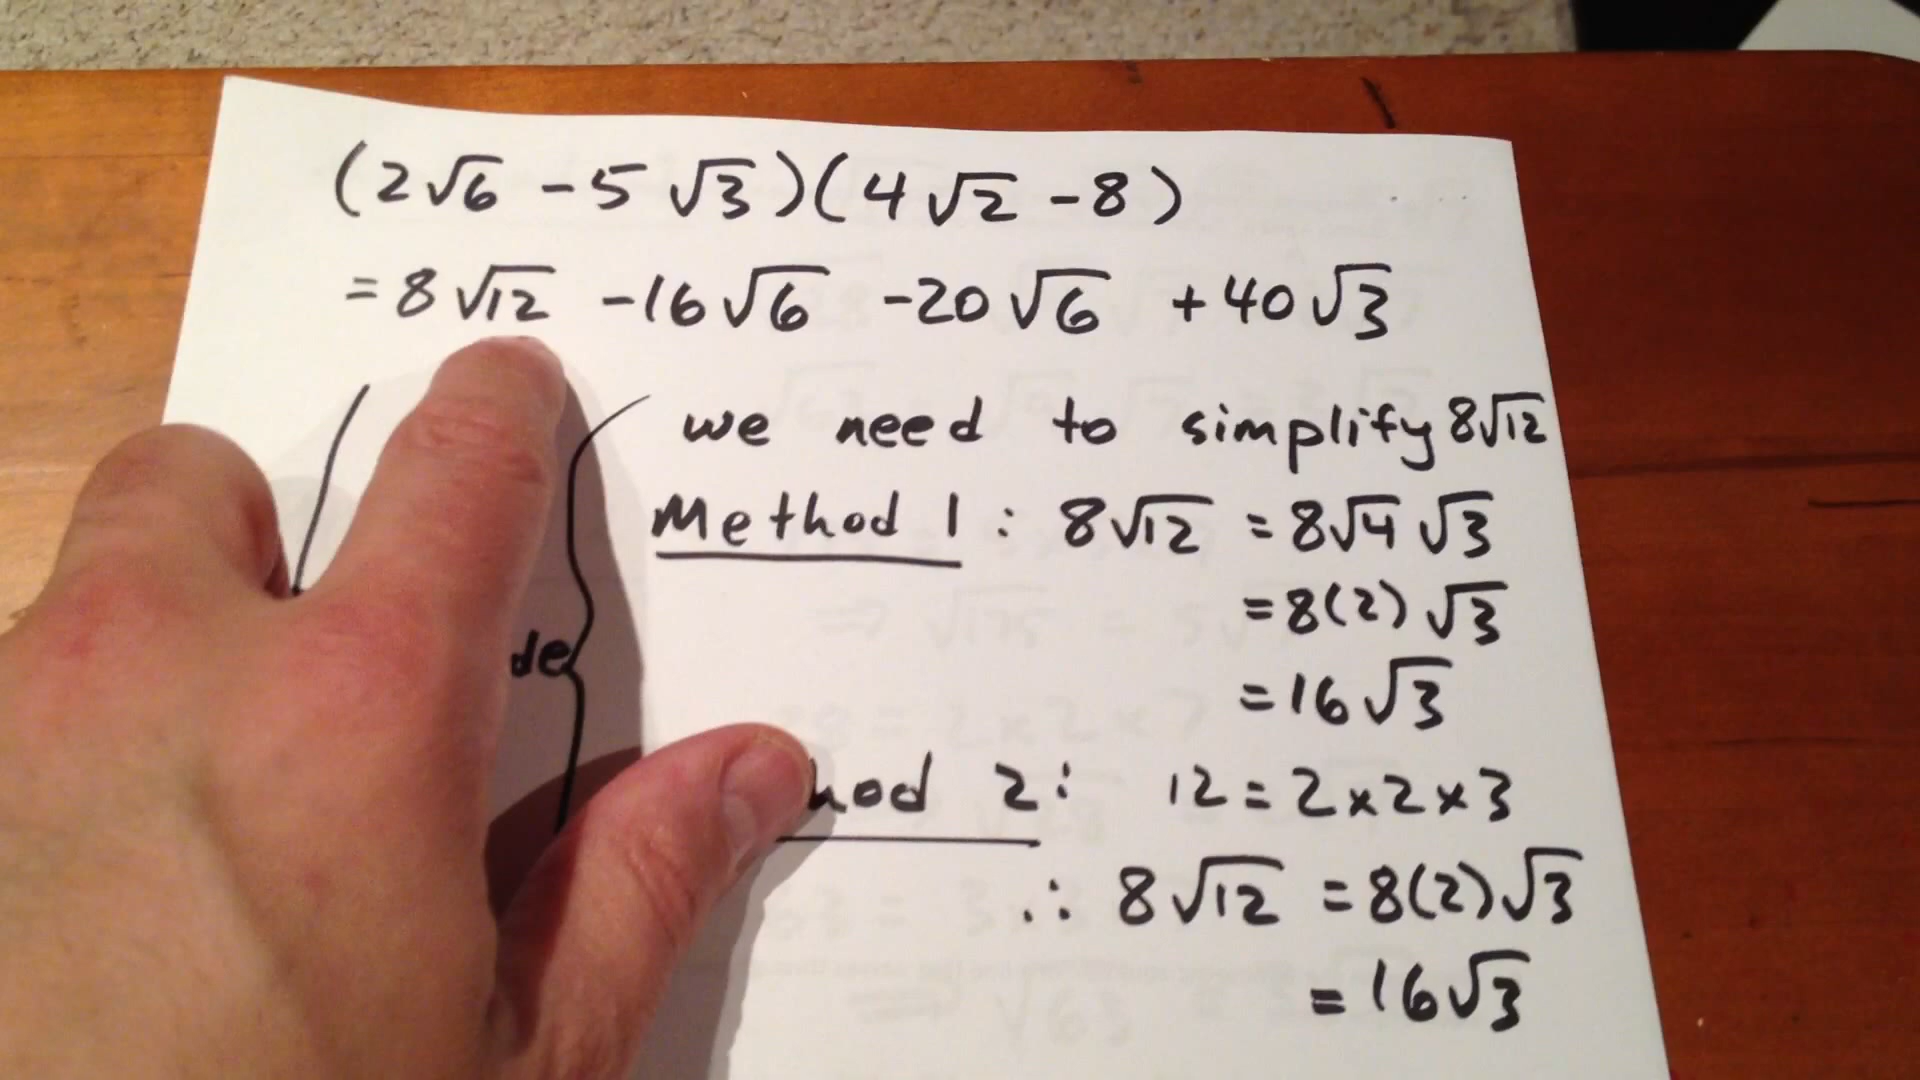 (2√6 - 5√3)(4√2 - 8)
= 8√12 - 16√6 - 20√6 + 40√3
we need to simplify 8√12
Method 1 : 8√12 = 8√4 √3
= 8(2) √3
= 16√3
2 : 12 = 2 × 2 × 3
∴ 8√12 = 8(2)√3
= 16√3